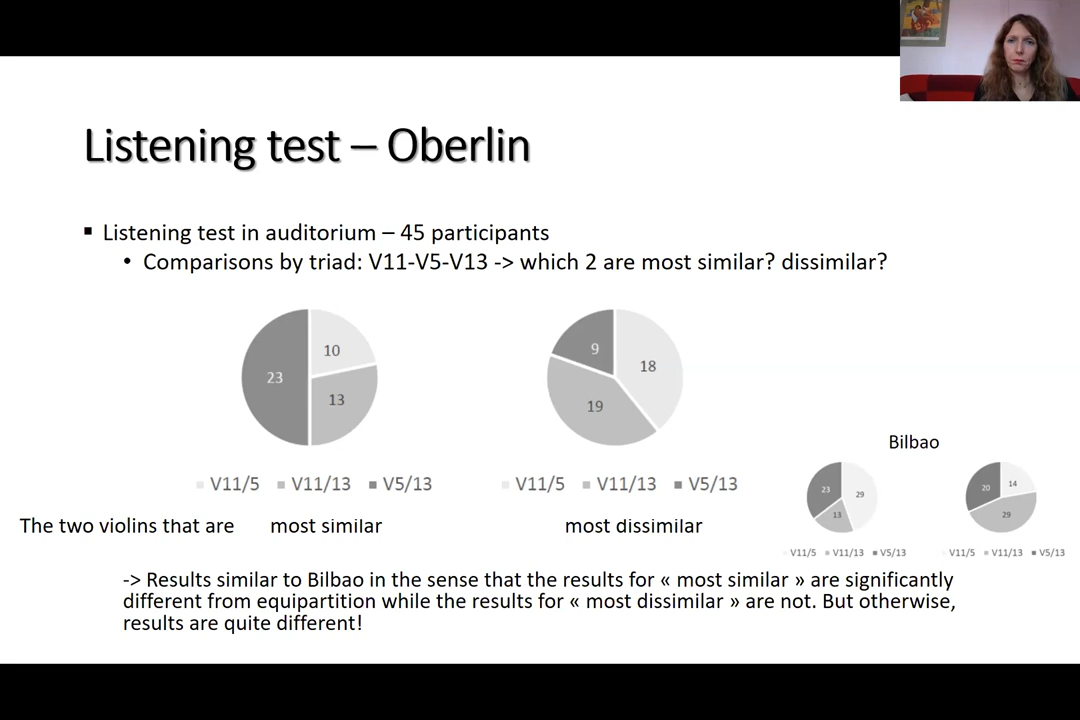 Listening test – Oberlin
▪ Listening test in auditorium – 45 participants
• Comparisons by triad: V11-V5-V13 -> which 2 are most similar? dissimilar?
10
23
13
9
18
19
V11/5 V11/13 V5/13
V11/5 V11/13 V5/13
The two violins that are most similar most dissimilar
Bilbao
23
29
13
20
14
29
V11/5 V11/13 V5/13
V11/5 V11/13 V5/13
-> Results similar to Bilbao in the sense that the results for « most similar » are significantly
different from equipartition while the results for « most dissimilar » are not. But otherwise,
results are quite different!